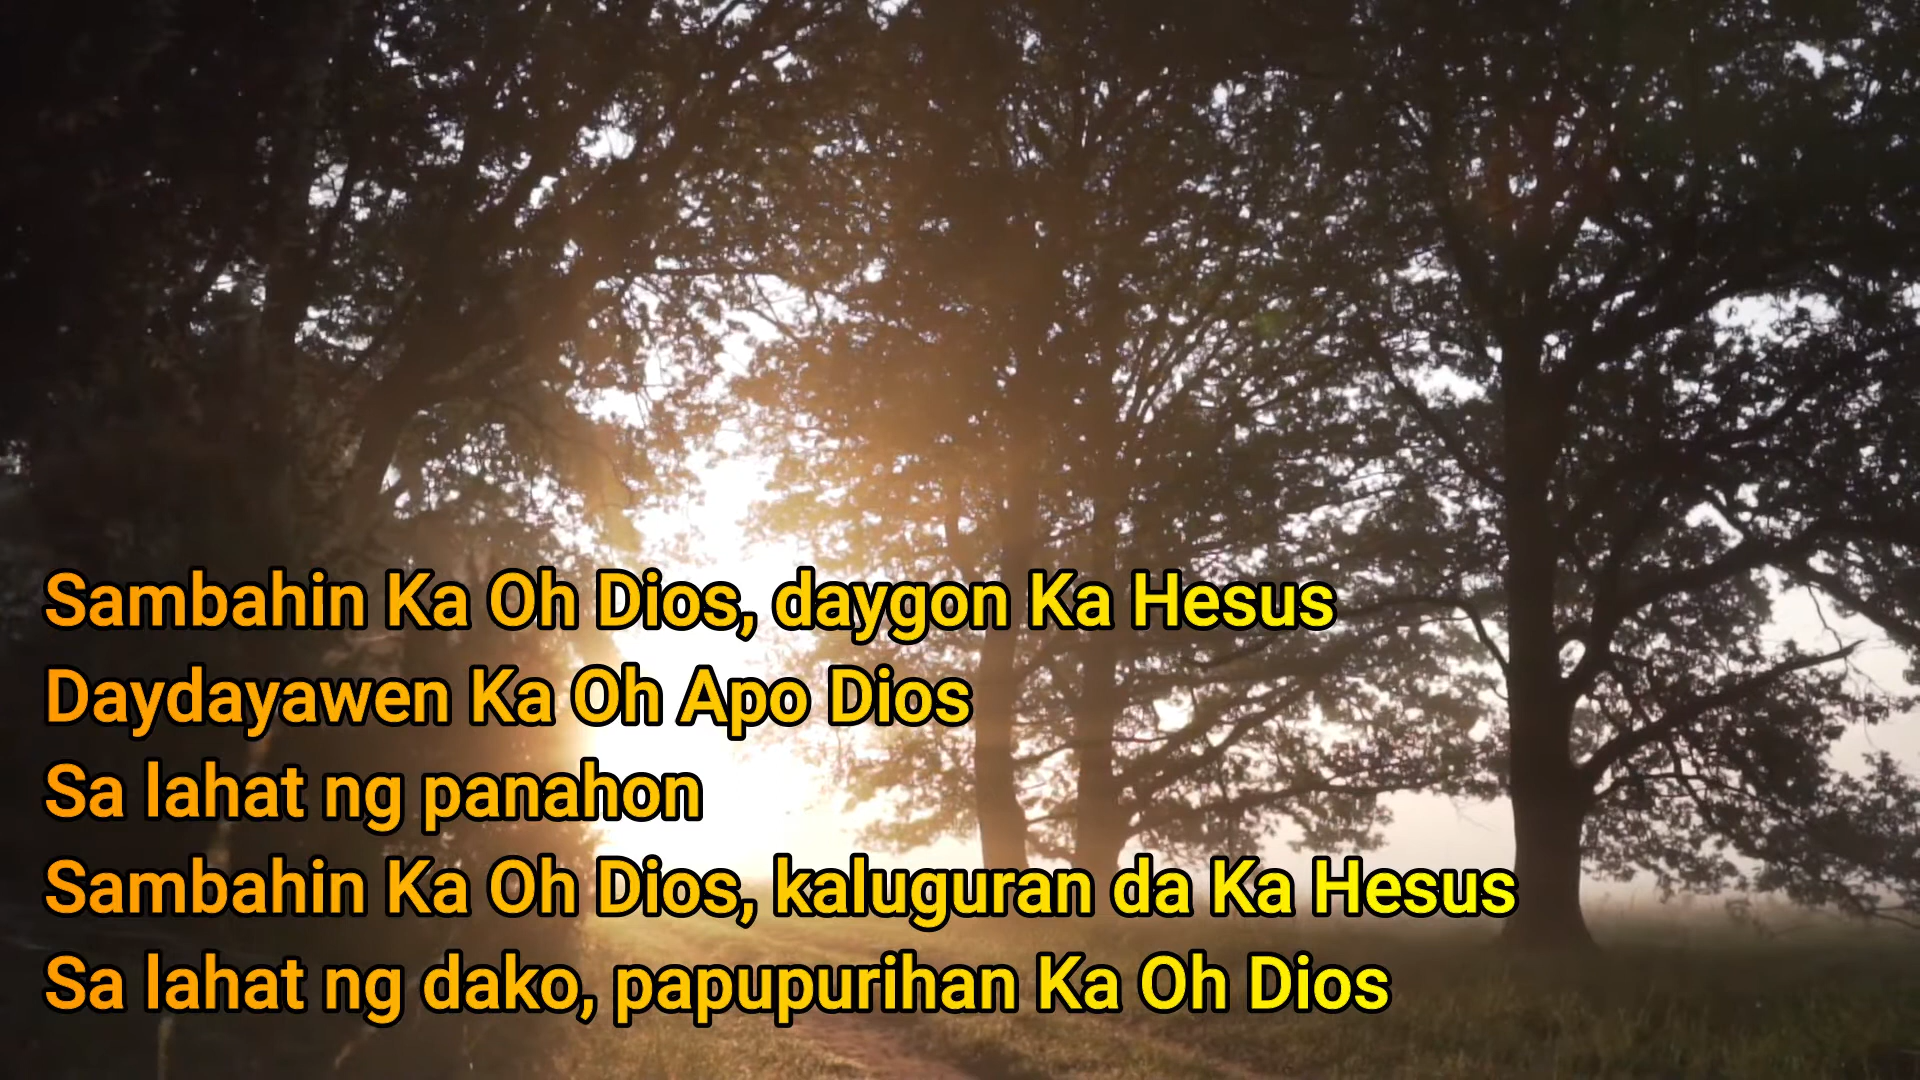 Sambahin Ka Oh Dios, daygon Ka Hesus
Daydayawen Ka Oh Apo Dios
Sa lahat ng panahon
Sambahin Ka Oh Dios, kaluguran da Ka Hesus
Sa lahat ng dako, papupurihan Ka Oh Dios